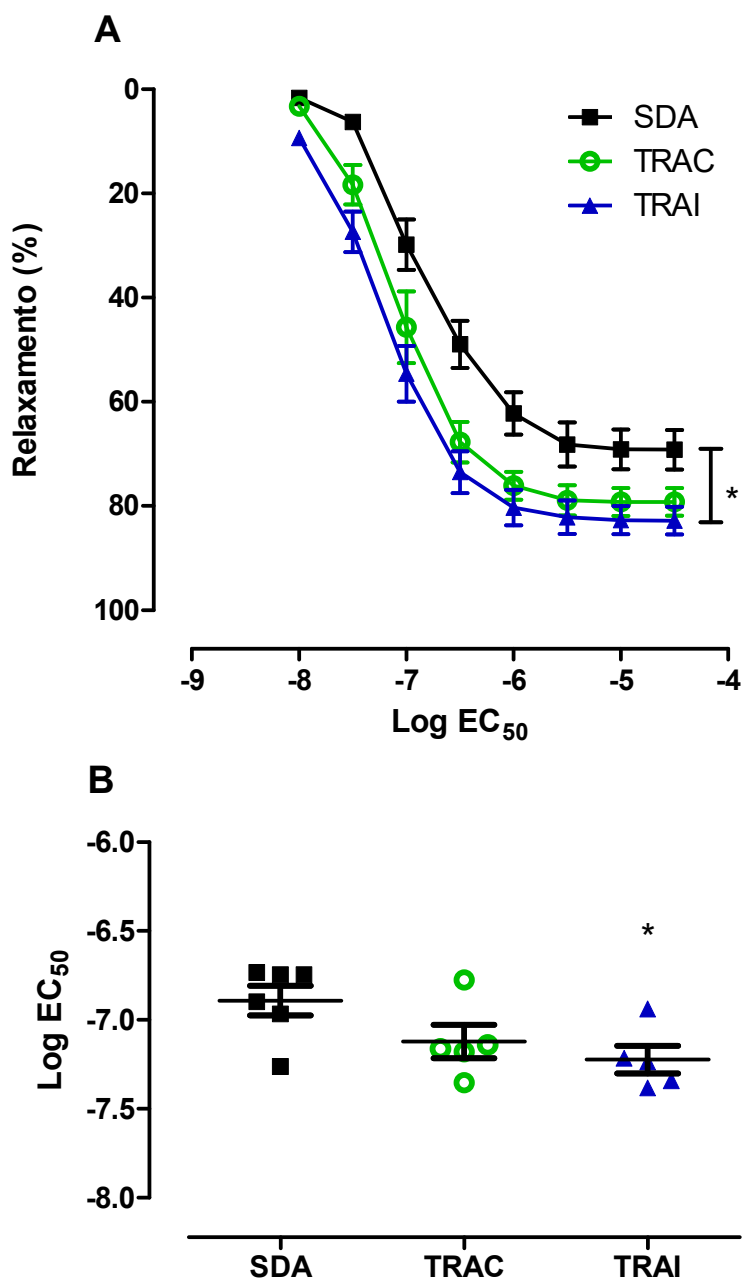 A
0
20
40
60
80
100
Relaxamento (%)
SDA
TRAC
TRAI
*
-9 -8 -7 -6 -5 -4
Log EC50
B
-6.0
-6.5
-7.0
-7.5
-8.0
Log EC50
*
SDA TRAC TRAI